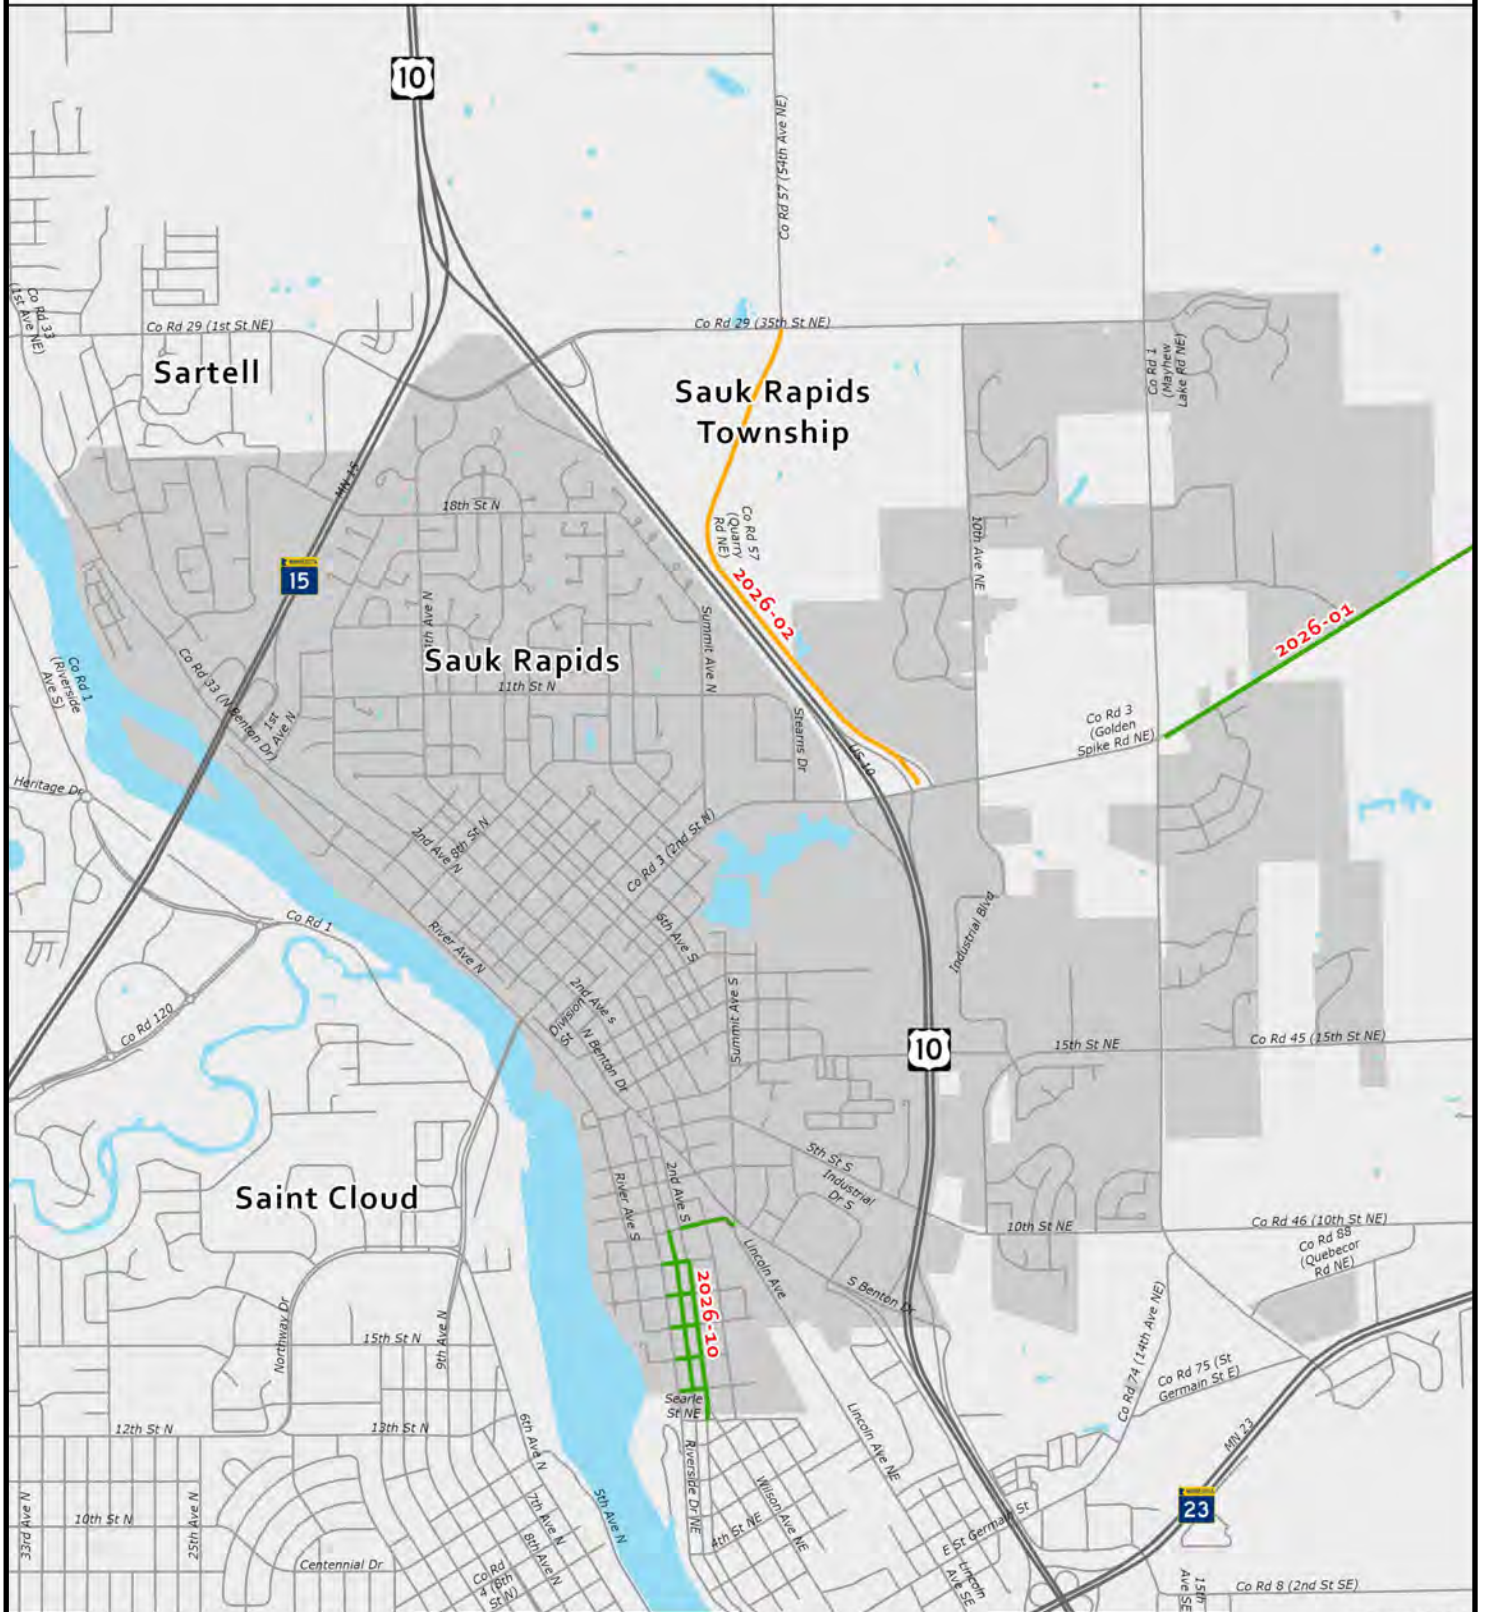 10
Co Rd 57 (54th Ave NE)
Co Rd 33
(1st Ave NE)
Co Rd 29 (1st St NE)
Co Rd 29 (35th St NE)
Sartell
Sauk Rapids
Township
Co Rd 1
(Mayhew
Lake Rd NE)
MN 15
18th St N
Co Rd 57
(Quarry
Rd NE)
10th Ave NE
MINNESOTA
15
2026-02
4th Ave N
Summit Ave N
2026-01
Sauk Rapids
Co Rd 1
(Riverside
Ave S)
Co Rd 33 (N Benton Dr)
11th St N
1st
Ave N
Stearns Dr
Co Rd 3
(Golden
Spike Rd NE)
US 10
Heritage Dr
2nd Ave N
8th St N
Co Rd 3 (2nd St N)
Co Rd 1
River Ave N
6th Ave S
Industrial Blvd
Co Rd 120
2nd Ave S
Division
St
N Benton Dr
Summit Ave S
10
15th St NE
Co Rd 45 (15th St NE)
Saint Cloud
River Ave S
2nd Ave S
5th St S
Industrial
Dr S
10th St NE
Co Rd 46 (10th St NE)
Co Rd 88
(Quebecor
Rd NE)
Lincoln Ave
S Benton Dr
2026-10
Northway Dr
15th St N
9th Ave N
Co Rd 74 (14th Ave NE)
Co Rd 75 (St
Germain St E)
Searle
St NE
12th St N
13th St N
6th Ave N
Lincoln Ave NE
MN 23
33rd Ave N
10th St N
25th Ave N
7th Ave N
8th Ave N
5th Ave N
Riverside Dr NE
Wilson Ave NE
4th St NE
E St Germain St
MINNESOTA
23
Centennial Dr
Co Rd
4 (8th
St N)
Lincoln
Ave SE
15th
Ave SE
Co Rd 8 (2nd St SE)